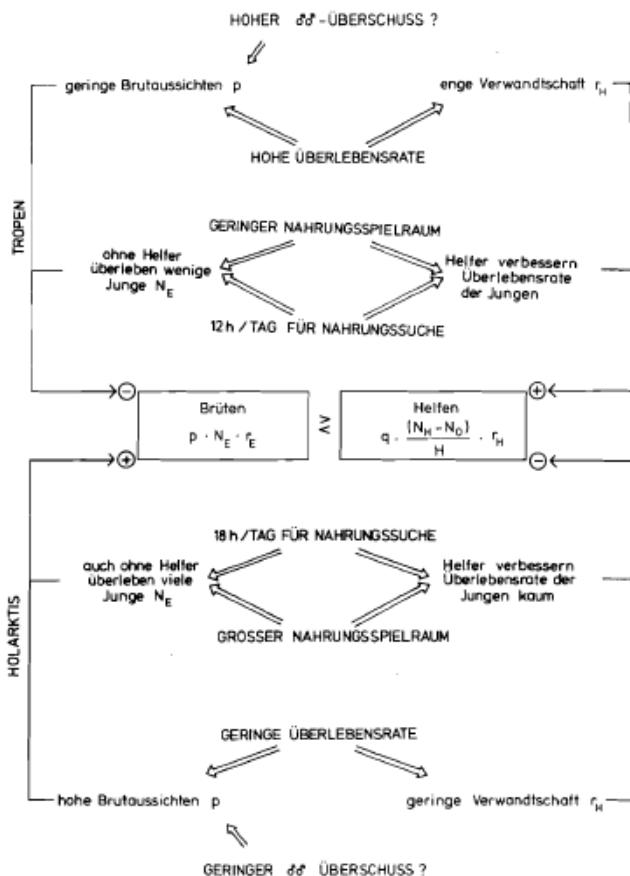 HOHER ♂♂-ÜBERSCHUSS ?
geringe Brutaussichten p
enge Verwandtschaft r_H
HOHE ÜBERLEBENSRATE
TROPEN
GERINGER NAHRUNGSSPIELRAUM
ohne Helfer
überleben wenige
Junge N_E
Helfer verbessern
Überlebensrate
der Jungen
12h/TAG FÜR NAHRUNGSSUCHE
− +
Brüten
p · N_E · r_E
∧∨
Helfen
q · (N_H − N_0) / H · r_H
+ −
18h/TAG FÜR NAHRUNGSSUCHE
auch ohne Helfer
überleben viele
Junge N_E
Helfer verbessern
Überlebensrate der
Jungen kaum
GROSSER NAHRUNGSSPIELRAUM
HOLARKTIS
GERINGE ÜBERLEBENSRATE
hohe Brutaussichten p
geringe Verwandtschaft r_H
GERINGER ♂♂ ÜBERSCHUSS ?